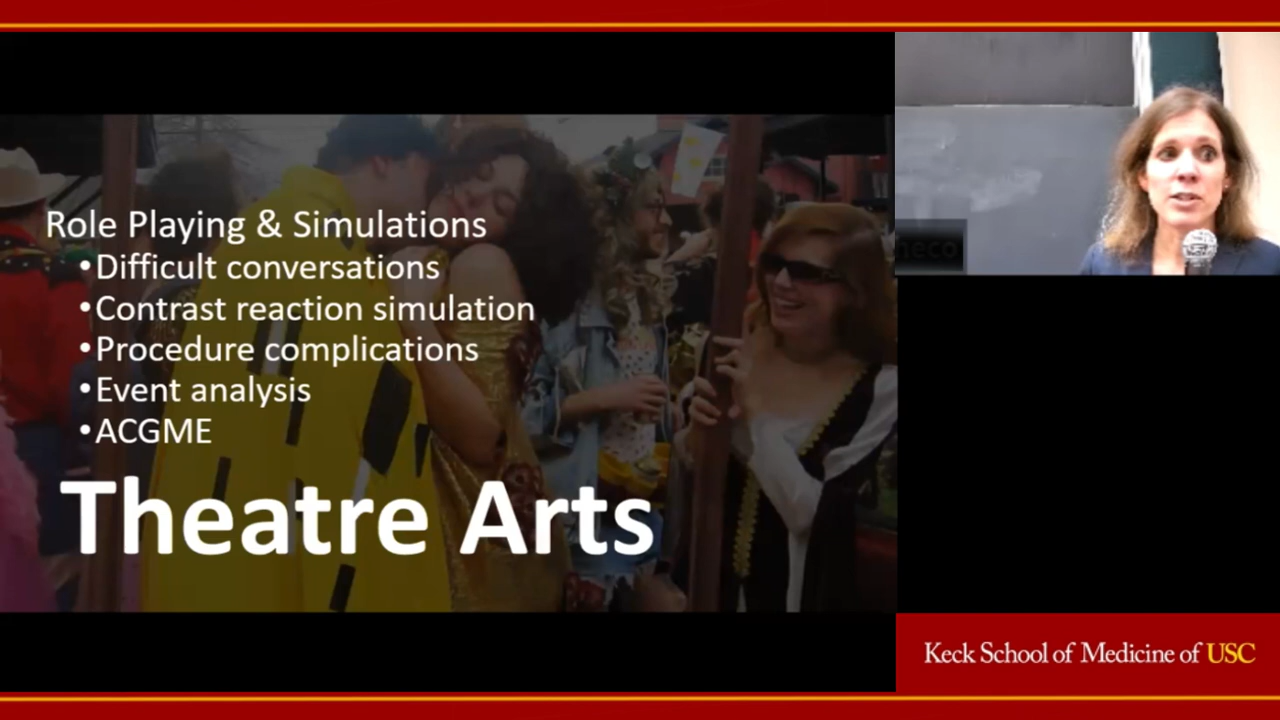 Role Playing & Simulations
•Difficult conversations
•Contrast reaction simulation
•Procedure complications
•Event analysis
•ACGME
Theatre Arts
Keck School of Medicine of USC